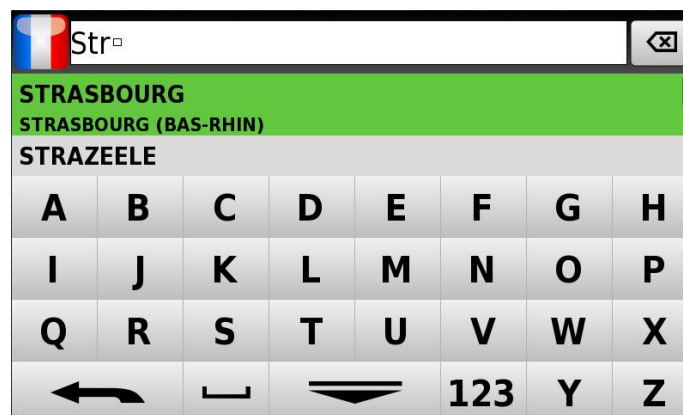 Str
STRASBOURG
STRASBOURG (BAS-RHIN)
STRAZEELE
A B C D E F G H
I J K L M N O P
Q R S T U V W X
123 Y Z